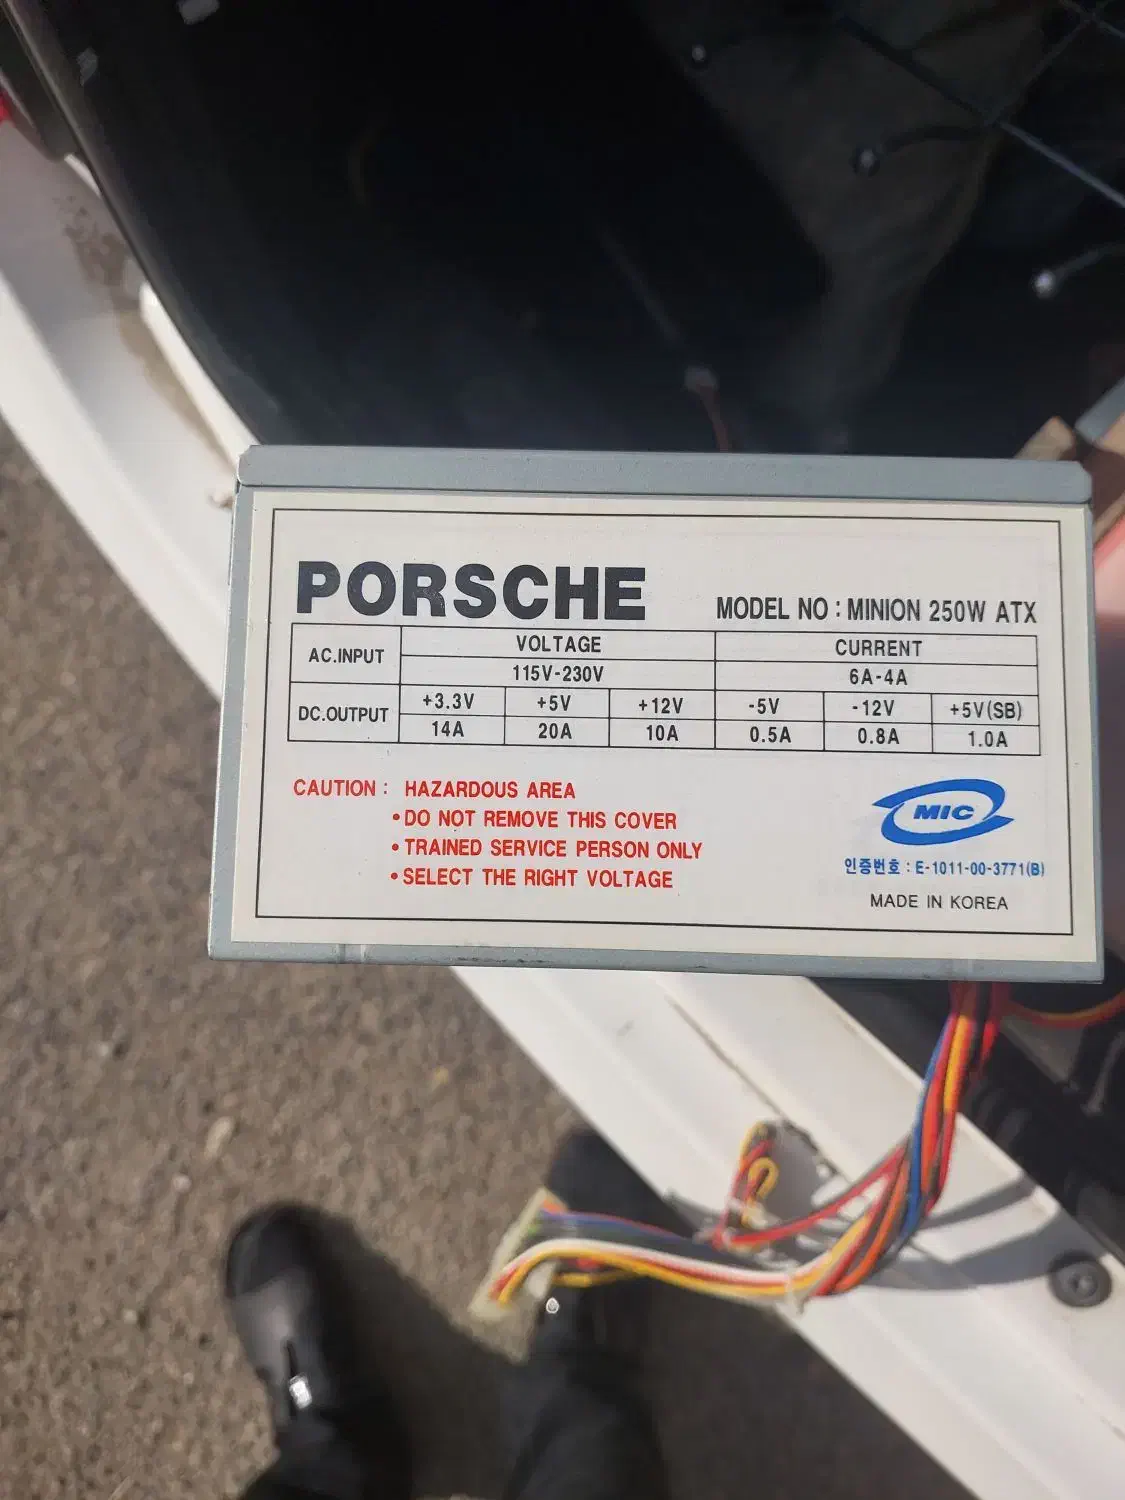 PORSCHE
MODEL NO : MINION 250W ATX
AC.INPUT VOLTAGE CURRENT
115V-230V 6A-4A
DC.OUTPUT +3.3V +5V +12V -5V -12V +5V(SB)
14A 20A 10A 0.5A 0.8A 1.0A
CAUTION : HAZARDOUS AREA
•DO NOT REMOVE THIS COVER
•TRAINED SERVICE PERSON ONLY
•SELECT THE RIGHT VOLTAGE
MIC
인증번호 : E-1011-00-3771(B)
MADE IN KOREA